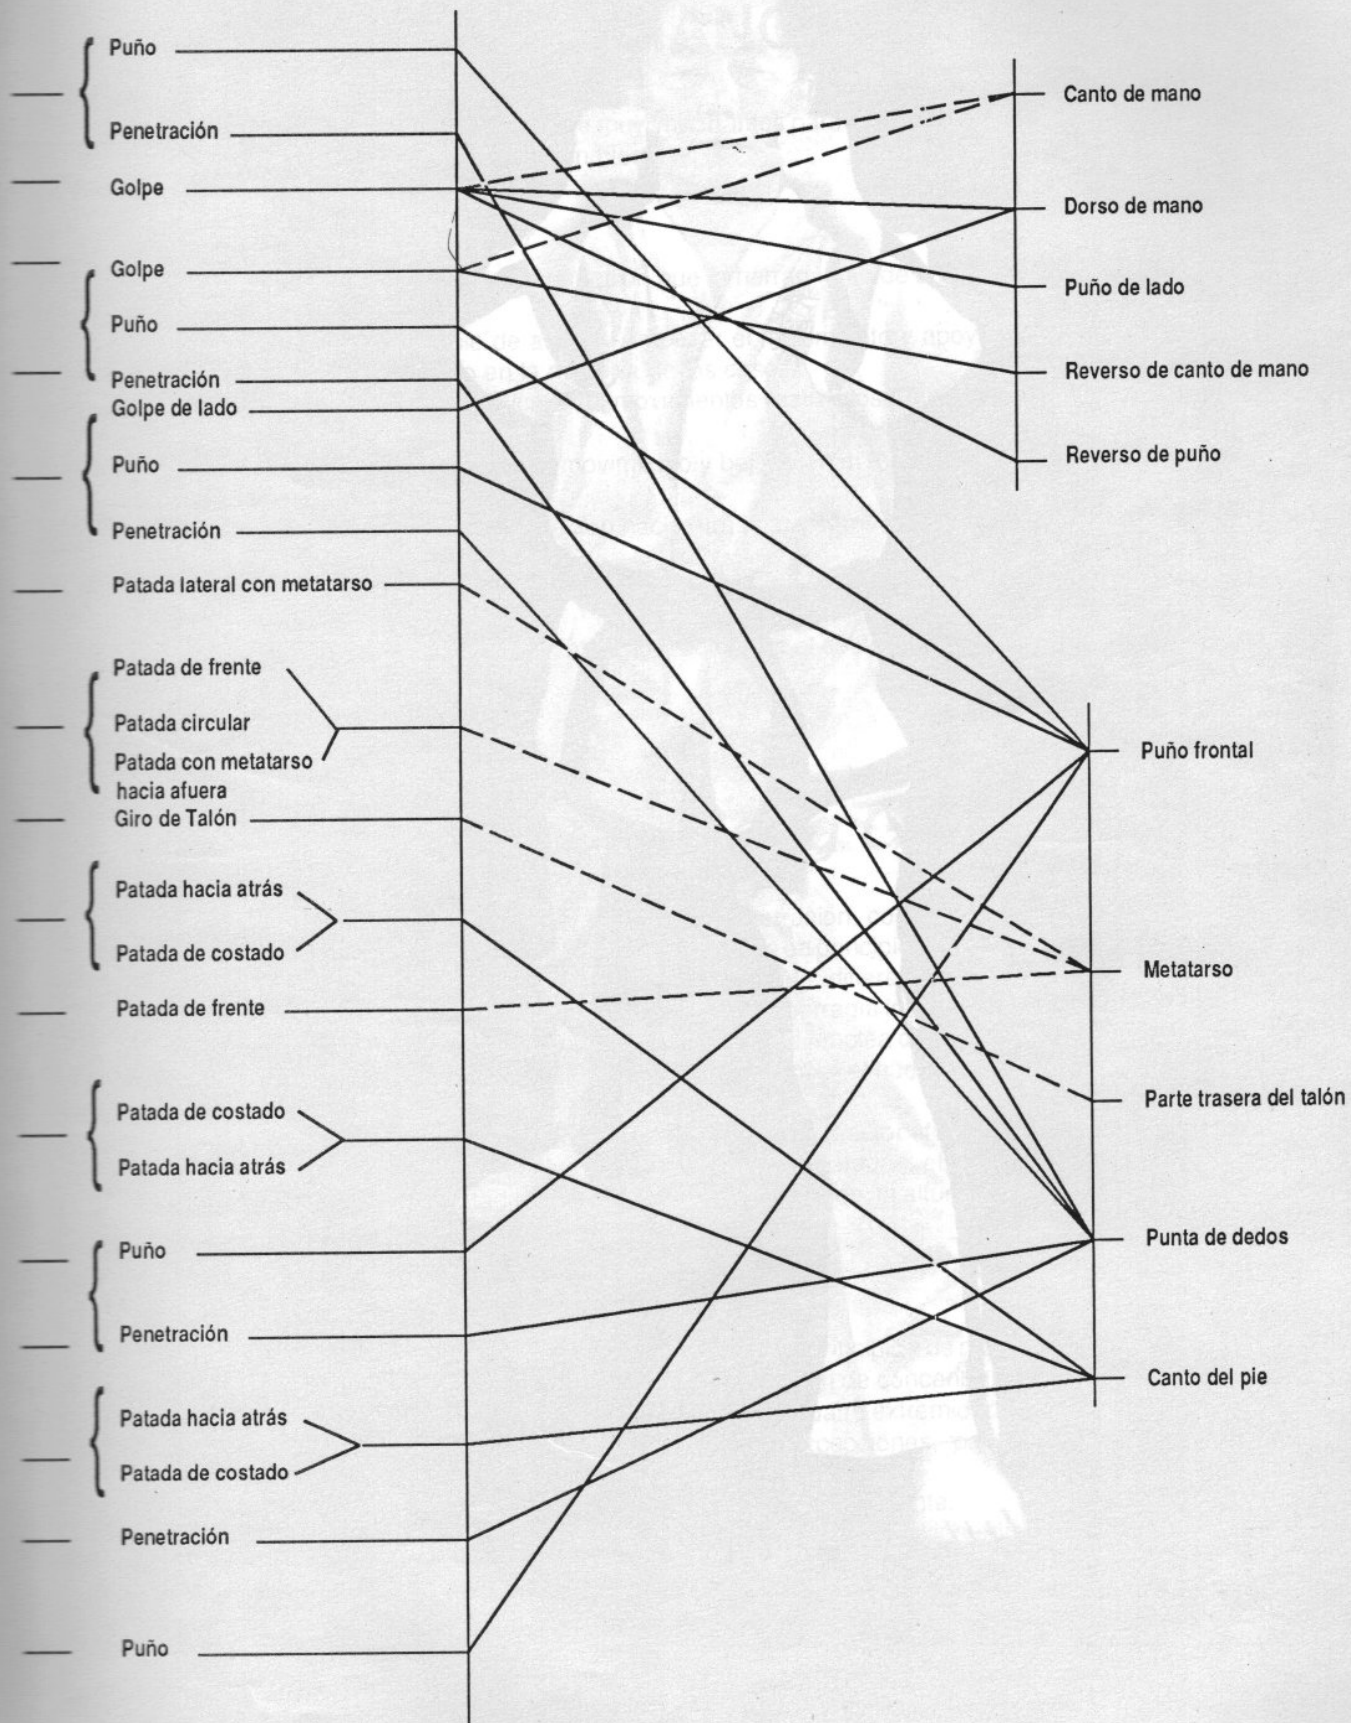 Puño
Penetración
Golpe
Golpe
Puño
Penetración
Golpe de lado
Puño
Penetración
Patada lateral con metatarso
Patada de frente
Patada circular
Patada con metatarso
hacia afuera
Giro de Talón
Patada hacia atrás
Patada de costado
Patada de frente
Patada de costado
Patada hacia atrás
Puño
Penetración
Patada hacia atrás
Patada de costado
Penetración
Puño
Canto de mano
Dorso de mano
Puño de lado
Reverso de canto de mano
Reverso de puño
Puño frontal
Metatarso
Parte trasera del talón
Punta de dedos
Canto del pie